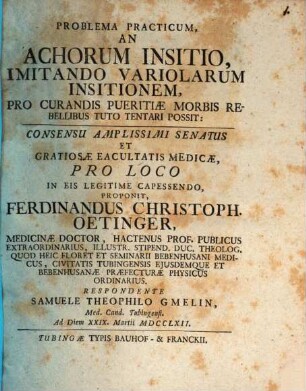 PROBLEMA PRACTICUM,
AN
ACHORUM INSITIO,
IMITANDO VARIOLARUM
INSITIONEM,
PRO CURANDIS PUERITIÆ MORBIS RE-
BELLIBUS TUTO TENTARI POSSIT:
CONSENSU AMPLISSIMI SENATUS
ET
GRATIOSÆ EACULTATIS MEDICÆ,
PRO LOCO
IN EIS LEGITIME CAPESSENDO,
PROPONIT,
FERDINANDUS CHRISTOPH.
OETINGER,
MEDICINÆ DOCTOR, HACTENUS PROF. PUBLICUS
EXTRAORDINARIUS, ILLUSTR. STIPEND. DUC. THEOLOG.
QUOD HEIC FLORET ET SEMINARII BEBENHUSANI MEDI-
CUS, CIVITATIS TUBINGENSIS EJUSDEMQUE ET
BEBENHUSANÆ PRÆFECTURÆ PHYSICUS
ORDINARIUS.
RESPONDENTE
SAMUELE THEOPHILO GMELIN,
Med. Cand. Tubingensi.
Ad Diem XXIX. Martii MDCCLXII.
TUBINGÆ TYPIS BAUHOF- & FRANCKII.